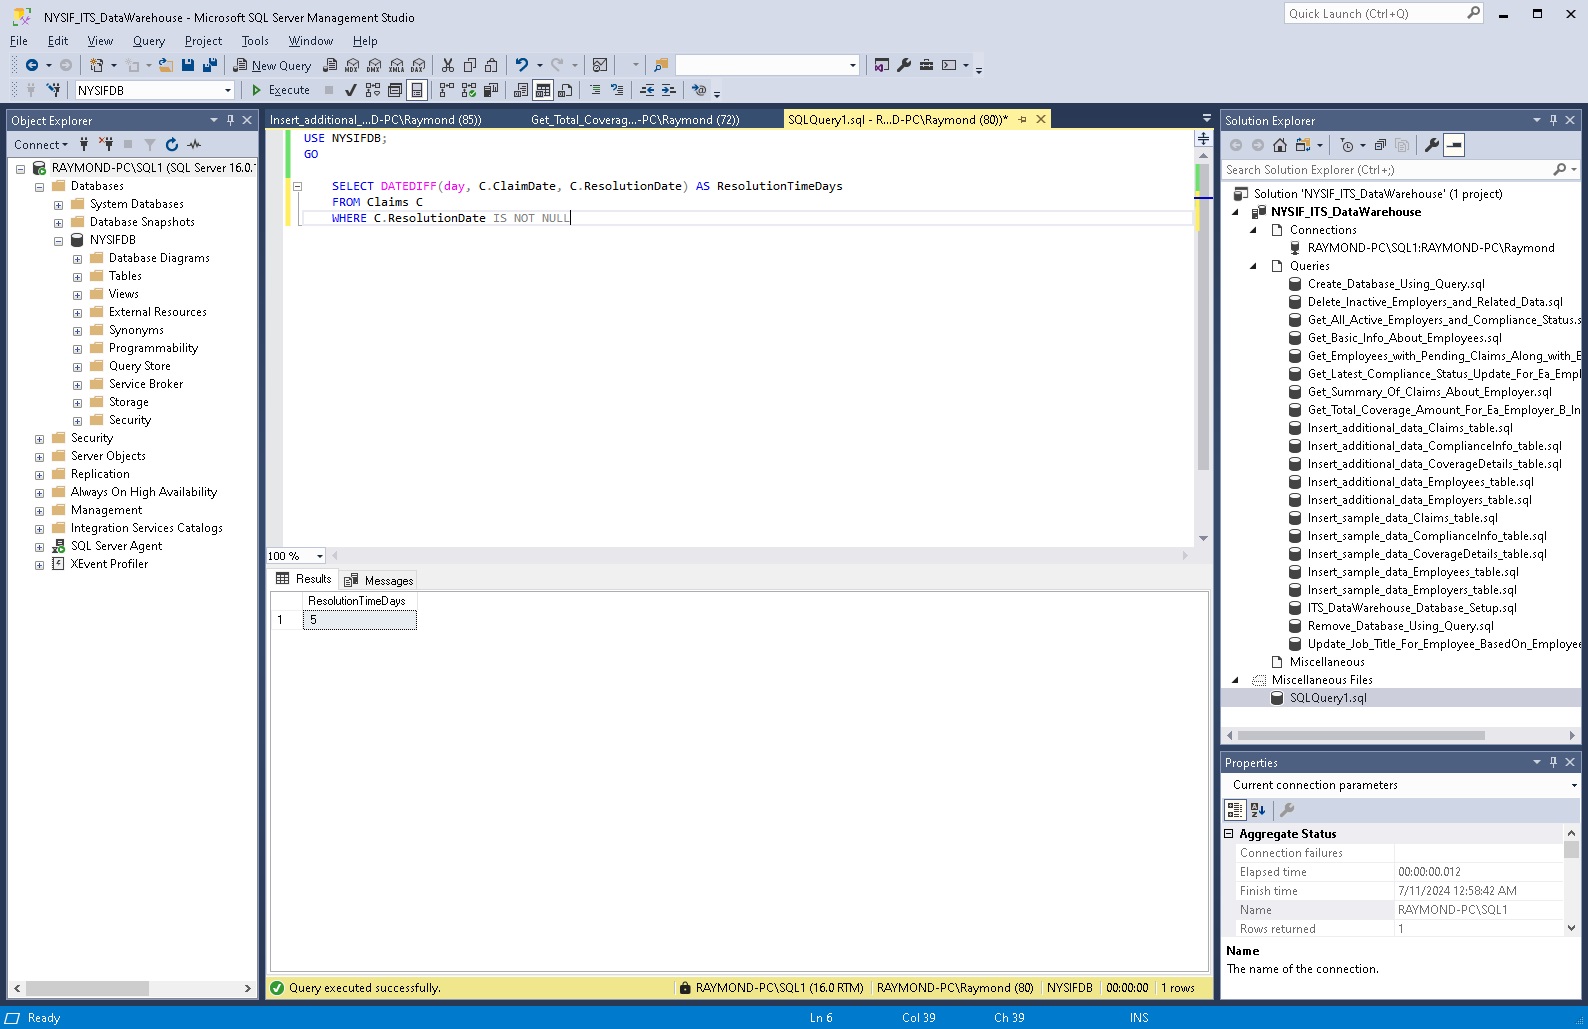 NYSIF_ITS_DataWarehouse - Microsoft SQL Server Management Studio
Quick Launch (Ctrl+Q)
File Edit View Query Project Tools Window Help
New Query
MDX DMX XMLA DAX
NYSIFDB
Execute
Object Explorer
Connect
RAYMOND-PC\SQL1 (SQL Server 16.0.
Databases
System Databases
Database Snapshots
NYSIFDB
Database Diagrams
Tables
Views
External Resources
Synonyms
Programmability
Query Store
Service Broker
Storage
Security
Security
Server Objects
Replication
Always On High Availability
Management
Integration Services Catalogs
SQL Server Agent
XEvent Profiler
Insert_additional_...D-PC\Raymond (85))
Get_Total_Coverag...-PC\Raymond (72))
SQLQuery1.sql - R...D-PC\Raymond (80))*
USE NYSIFDB;
GO
SELECT DATEDIFF(day, C.ClaimDate, C.ResolutionDate) AS ResolutionTimeDays
FROM Claims C
WHERE C.ResolutionDate IS NOT NULL
100 %
Results Messages
ResolutionTimeDays
1 5
Query executed successfully.
RAYMOND-PC\SQL1 (16.0 RTM) RAYMOND-PC\Raymond (80) NYSIFDB 00:00:00 1 rows
Solution Explorer
Search Solution Explorer (Ctrl+;)
Solution 'NYSIF_ITS_DataWarehouse' (1 project)
NYSIF_ITS_DataWarehouse
Connections
RAYMOND-PC\SQL1:RAYMOND-PC\Raymond
Queries
Create_Database_Using_Query.sql
Delete_Inactive_Employers_and_Related_Data.sql
Get_All_Active_Employers_and_Compliance_Status.s
Get_Basic_Info_About_Employees.sql
Get_Employees_with_Pending_Claims_Along_with_E
Get_Latest_Compliance_Status_Update_For_Ea_Empl
Get_Summary_Of_Claims_About_Employer.sql
Get_Total_Coverage_Amount_For_Ea_Employer_B_In
Insert_additional_data_Claims_table.sql
Insert_additional_data_ComplianceInfo_table.sql
Insert_additional_data_CoverageDetails_table.sql
Insert_additional_data_Employees_table.sql
Insert_additional_data_Employers_table.sql
Insert_sample_data_Claims_table.sql
Insert_sample_data_ComplianceInfo_table.sql
Insert_sample_data_CoverageDetails_table.sql
Insert_sample_data_Employees_table.sql
Insert_sample_data_Employers_table.sql
ITS_DataWarehouse_Database_Setup.sql
Remove_Database_Using_Query.sql
Update_Job_Title_For_Employee_BasedOn_Employee
Miscellaneous
Miscellaneous Files
SQLQuery1.sql
Properties
Current connection parameters
Aggregate Status
Connection failures
Elapsed time 00:00:00.012
Finish time 7/11/2024 12:58:42 AM
Name RAYMOND-PC\SQL1
Rows returned 1
Name
The name of the connection.
Ready Ln 6 Col 39 Ch 39 INS